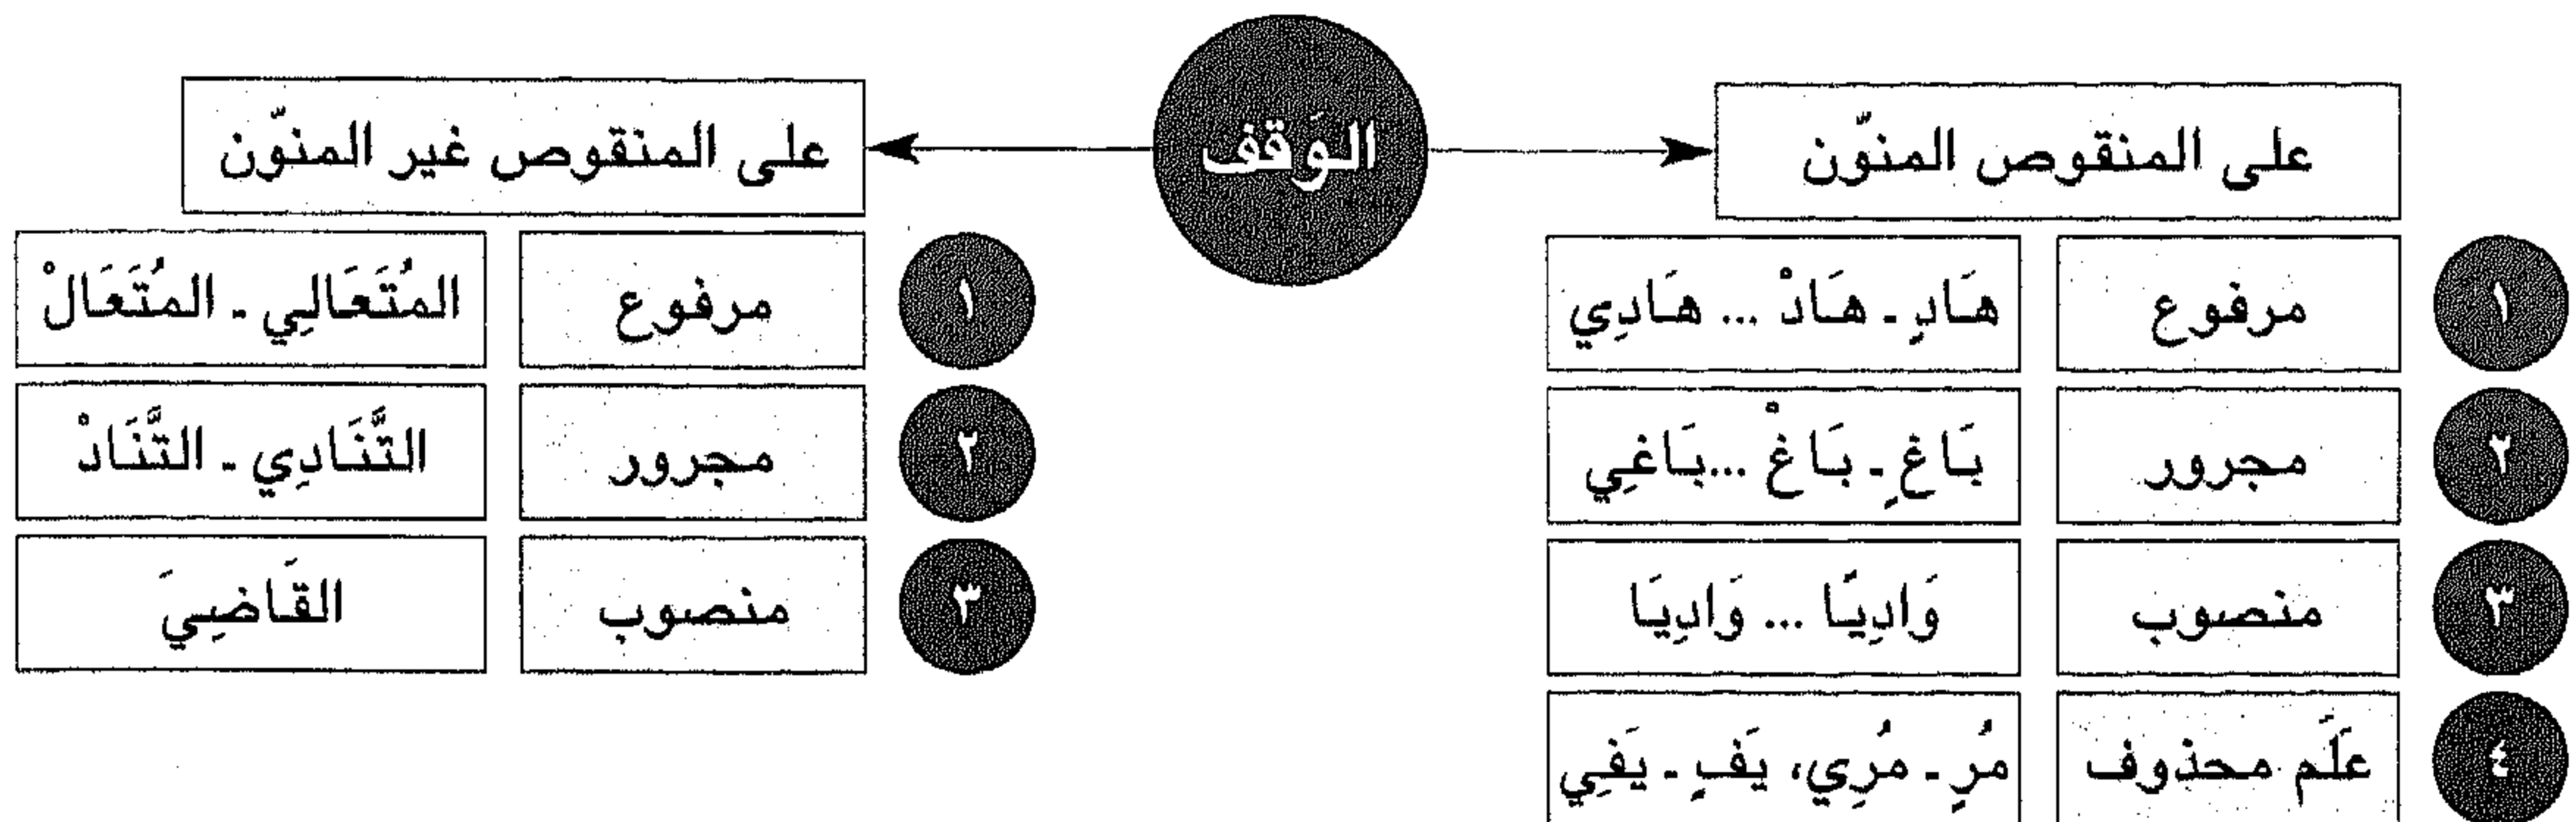 الوَقف
على المنقوص المنوّن
١ مرفوع هَادٍ ـ هَادْ ... هَادِي
٢ مجرور بَاغٍ ـ بَاغْ ...بَاغِي
٣ منصوب وَادِيًا ... وَادِيَا
٤ عَلَم محذوف مُرٍ ـ مُرِي، يَفٍ ـ يَفِي
على المنقوص غير المنوّن
١ مرفوع المُتَعَالِي ـ المُتَعَالْ
٢ مجرور التَّنَادِي ـ التَّنَادْ
٣ منصوب القَاضِيَ